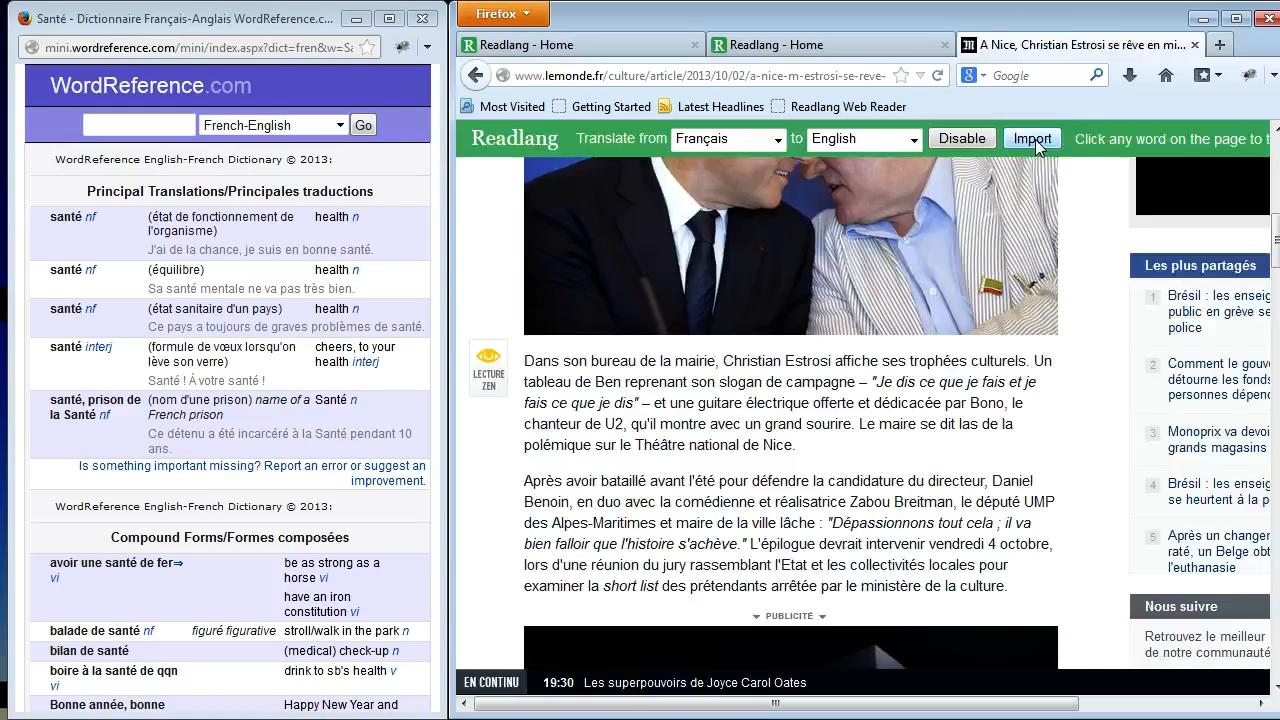 Santé - Dictionnaire Français-Anglais WordReference.c...
mini.wordreference.com/mini/index.aspx?dict=fren&w=Sa
WordReference.com
French-English
Go
WordReference English-French Dictionary © 2013:
Principal Translations/Principales traductions
santé nf (état de fonctionnement de l'organisme) health n
J'ai de la chance, je suis en bonne santé.
santé nf (équilibre) health n
Sa santé mentale ne va pas très bien.
santé nf (état sanitaire d'un pays) health n
Ce pays a toujours de graves problèmes de santé.
santé interj (formule de vœux lorsqu'on lève son verre) cheers, to your health interj
Santé ! À votre santé !
santé, prison de la Santé nf (nom d'une prison) name of a French prison Santé n
Ce détenu a été incarcéré à la Santé pendant 10 ans.
Is something important missing? Report an error or suggest an
improvement.
WordReference English-French Dictionary © 2013:
Compound Forms/Formes composées
avoir une santé de fer⇒ vi be as strong as a horse vi
have an iron constitution vi
balade de santé nf figuré figurative stroll/walk in the park n
bilan de santé (medical) check-up n
boire à la santé de qqn vi drink to sb's health v
Bonne année, bonne Happy New Year and
Firefox
Readlang - Home
Readlang - Home
A Nice, Christian Estrosi se rêve en mi...
www.lemonde.fr/culture/article/2013/10/02/a-nice-m-estrosi-se-reve-
Google
Most Visited Getting Started Latest Headlines Readlang Web Reader
Readlang Translate from Français to English Disable Import Click any word on the page to t
LECTURE
ZEN
Dans son bureau de la mairie, Christian Estrosi affiche ses trophées culturels. Un
tableau de Ben reprenant son slogan de campagne – "Je dis ce que je fais et je
fais ce que je dis" – et une guitare électrique offerte et dédicacée par Bono, le
chanteur de U2, qu'il montre avec un grand sourire. Le maire se dit las de la
polémique sur le Théâtre national de Nice.
Après avoir bataillé avant l'été pour défendre la candidature du directeur, Daniel
Benoin, en duo avec la comédienne et réalisatrice Zabou Breitman, le député UMP
des Alpes-Maritimes et maire de la ville lâche : "Dépassionnons tout cela ; il va
bien falloir que l'histoire s'achève." L'épilogue devrait intervenir vendredi 4 octobre,
lors d'une réunion du jury rassemblant l'Etat et les collectivités locales pour
examiner la short list des prétendants arrêtée par le ministère de la culture.
PUBLICITÉ
Les plus partagés
1 Brésil : les enseig
public en grève se
police
2 Comment le gouv
détourne les fonds
personnes dépend
3 Monoprix va devoi
grands magasins
4 Brésil : les enseig
se heurtent à la p
5 Après un changer
raté, un Belge obt
l'euthanasie
Nous suivre
Retrouvez le meilleur
de notre communauté
EN CONTINU 19:30 Les superpouvoirs de Joyce Carol Oates